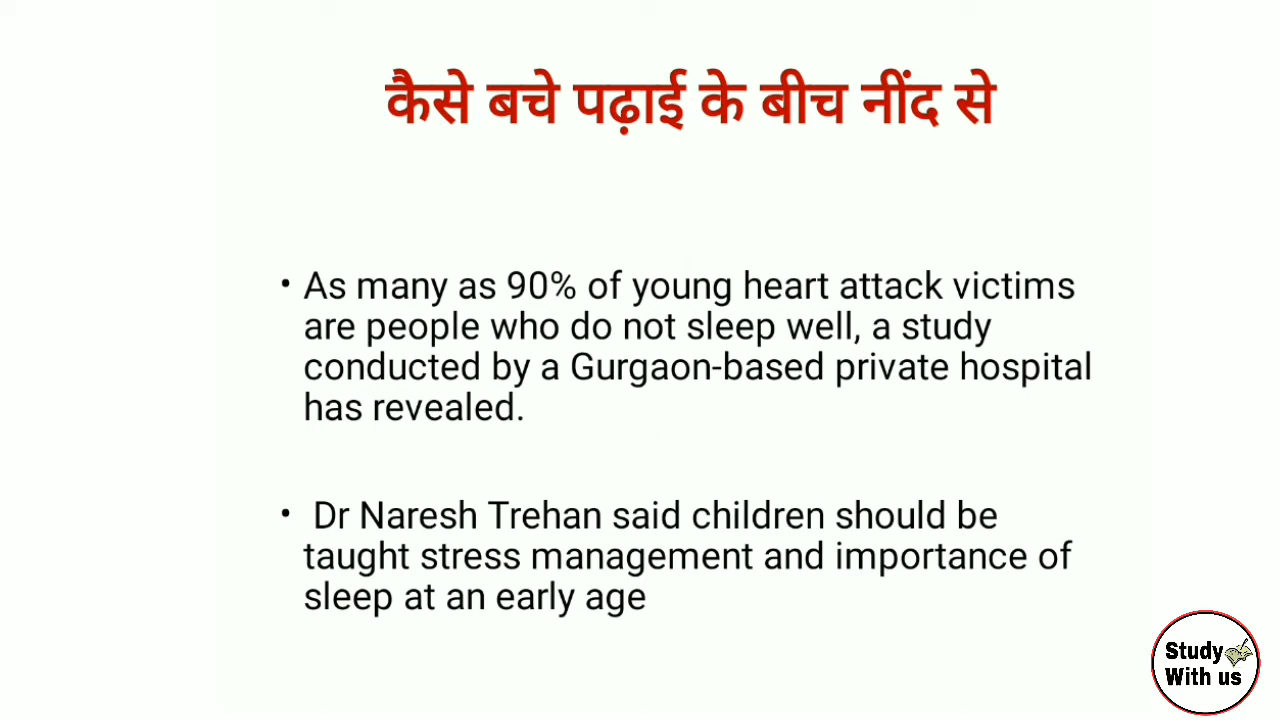 कैसे बचे पढ़ाई के बीच नींद से
• As many as 90% of young heart attack victims
are people who do not sleep well, a study
conducted by a Gurgaon-based private hospital
has revealed.
• Dr Naresh Trehan said children should be
taught stress management and importance of
sleep at an early age
Study
With us